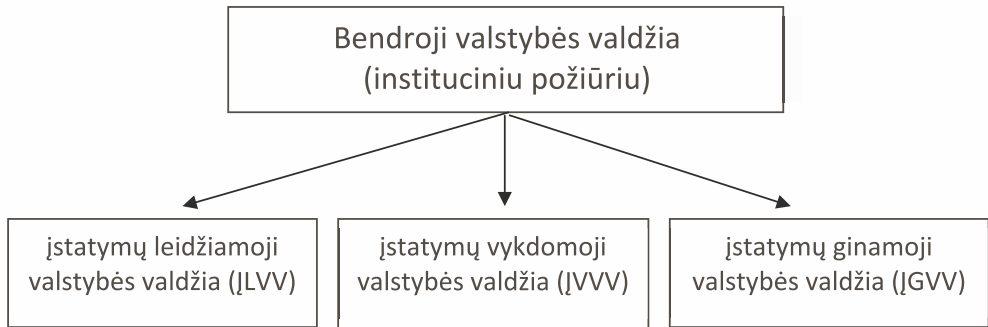 Bendroji valstybės valdžia
(instituciniu požiūriu)
įstatymų leidžiamoji
valstybės valdžia (ĮLVV)
įstatymų vykdomoji
valstybės valdžia (ĮVVV)
įstatymų ginamoji
valstybės valdžia (ĮGVV)